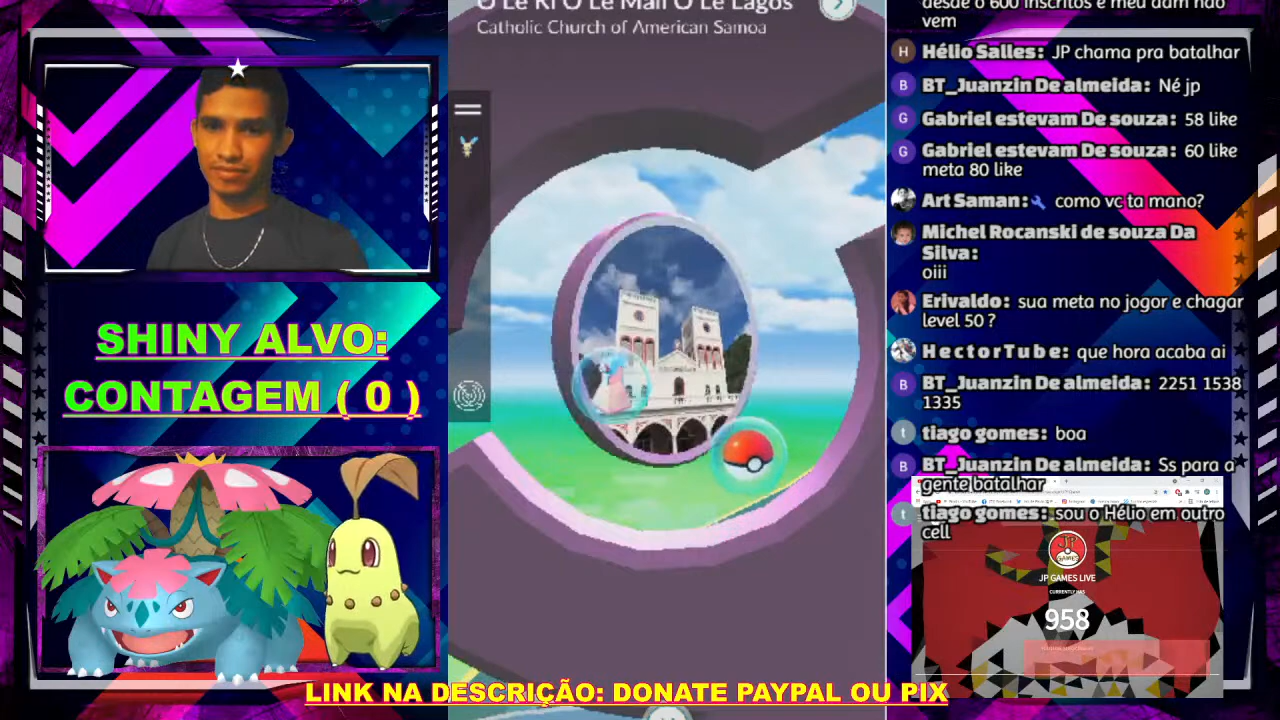 SHINY ALVO:
CONTAGEM ( 0 )
O Le Ki O Le Mali O Le Lagos
Catholic Church of American Samoa
desde o 600 inscritos e meu adm não
vem
Hélio Salles: JP chama pra batalhar
BT_Juanzin De almeida: Né jp
Gabriel estevam De souza: 58 like
Gabriel estevam De souza: 60 like
meta 80 like
Art Saman: como vc ta mano?
Michel Rocanski de souza Da
Silva:
oiii
Erivaldo: sua meta no jogor e chagar
level 50 ?
HectorTube: que hora acaba ai
BT_Juanzin De almeida: 2251 1538
1335
tiago gomes: boa
BT_Juanzin De almeida: Ss para a
gente batalhar
tiago gomes: sou o Hélio em outro
cell
JP
GAMES
JP GAMES LIVE
CURRENTLY HAS
958
LINK NA DESCRIÇÃO: DONATE PAYPAL OU PIX